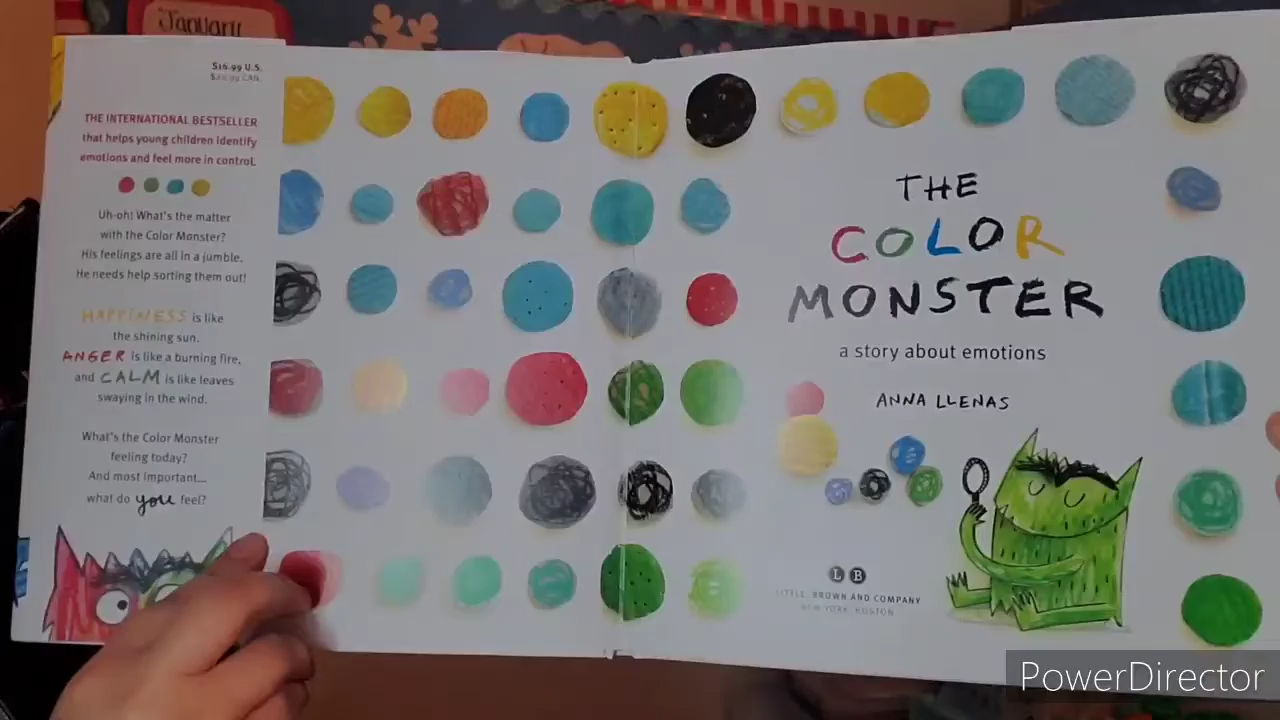 January
$16.99 U.S.
$22.99 CAN.
THE INTERNATIONAL BESTSELLER
that helps young children identify
emotions and feel more in control.
Uh-oh! What's the matter
with the Color Monster?
His feelings are all in a jumble.
He needs help sorting them out!
HAPPINESS is like
the shining sun,
ANGER is like a burning fire,
and CALM is like leaves
swaying in the wind.
What's the Color Monster
feeling today?
And most important...
what do you feel?
THE
COLOR
MONSTER
a story about emotions
ANNA LLENAS
L B
LITTLE, BROWN AND COMPANY
NEW YORK BOSTON
PowerDirector